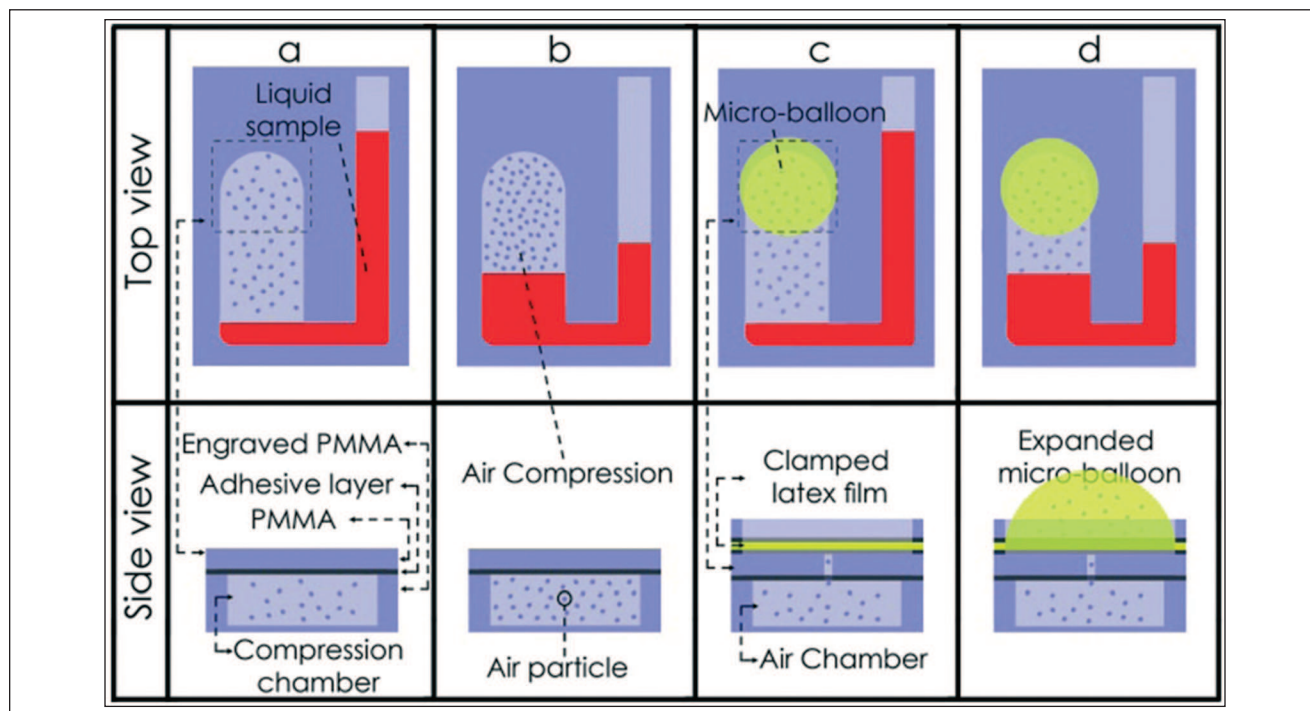 a
b
c
d
Top view
Liquid
sample
Micro-balloon
Side view
Engraved PMMA
Adhesive layer
PMMA
Compression
chamber
Air Compression
Air particle
Clamped
latex film
Air Chamber
Expanded
micro-balloon